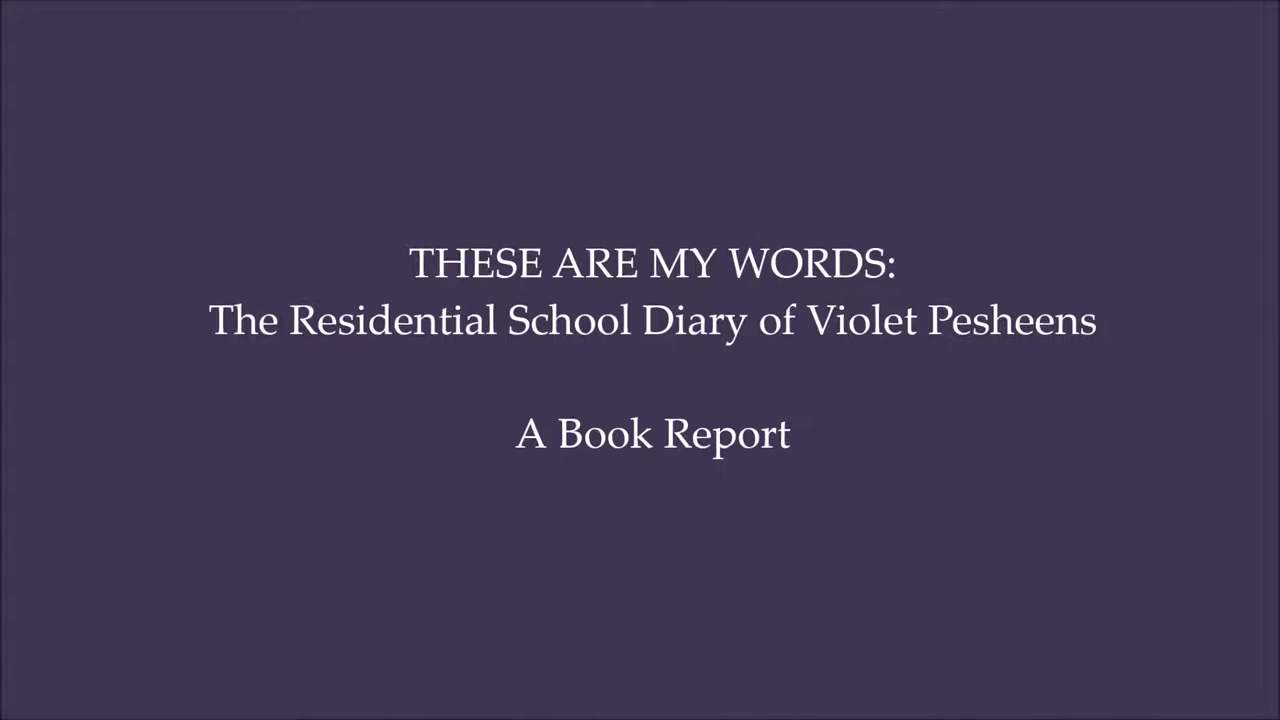 THESE ARE MY WORDS:
The Residential School Diary of Violet Pesheens
A Book Report